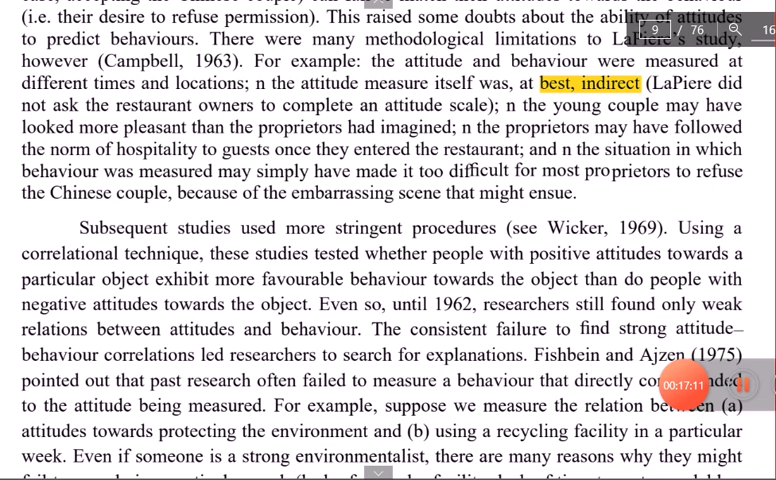 (i.e. their desire to refuse permission). This raised some doubts about the ability of attitudes
to predict behaviours. There were many methodological limitations to LaPiere's study,
however (Campbell, 1963). For example: the attitude and behaviour were measured at
different times and locations; n the attitude measure itself was, at best, indirect (LaPiere did
not ask the restaurant owners to complete an attitude scale); n the young couple may have
looked more pleasant than the proprietors had imagined; n the proprietors may have followed
the norm of hospitality to guests once they entered the restaurant; and n the situation in which
behaviour was measured may simply have made it too difficult for most proprietors to refuse
the Chinese couple, because of the embarrassing scene that might ensue.
Subsequent studies used more stringent procedures (see Wicker, 1969). Using a
correlational technique, these studies tested whether people with positive attitudes towards a
particular object exhibit more favourable behaviour towards the object than do people with
negative attitudes towards the object. Even so, until 1962, researchers still found only weak
relations between attitudes and behaviour. The consistent failure to find strong attitude–
behaviour correlations led researchers to search for explanations. Fishbein and Ajzen (1975)
pointed out that past research often failed to measure a behaviour that directly
to the attitude being measured. For example, suppose we measure the relation between (a)
attitudes towards protecting the environment and (b) using a recycling facility in a particular
week. Even if someone is a strong environmentalist, there are many reasons why they might
9 / 76
16
00:17:11